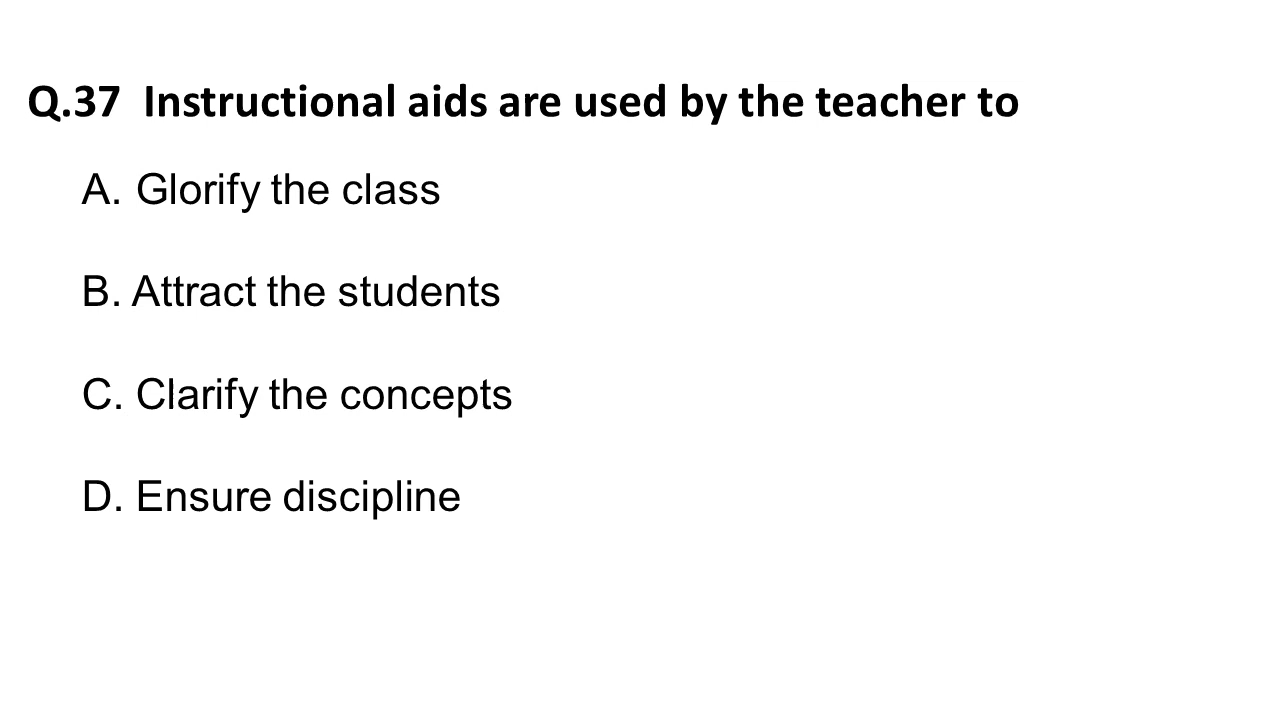 Q.37 Instructional aids are used by the teacher to
A. Glorify the class
B. Attract the students
C. Clarify the concepts
D. Ensure discipline